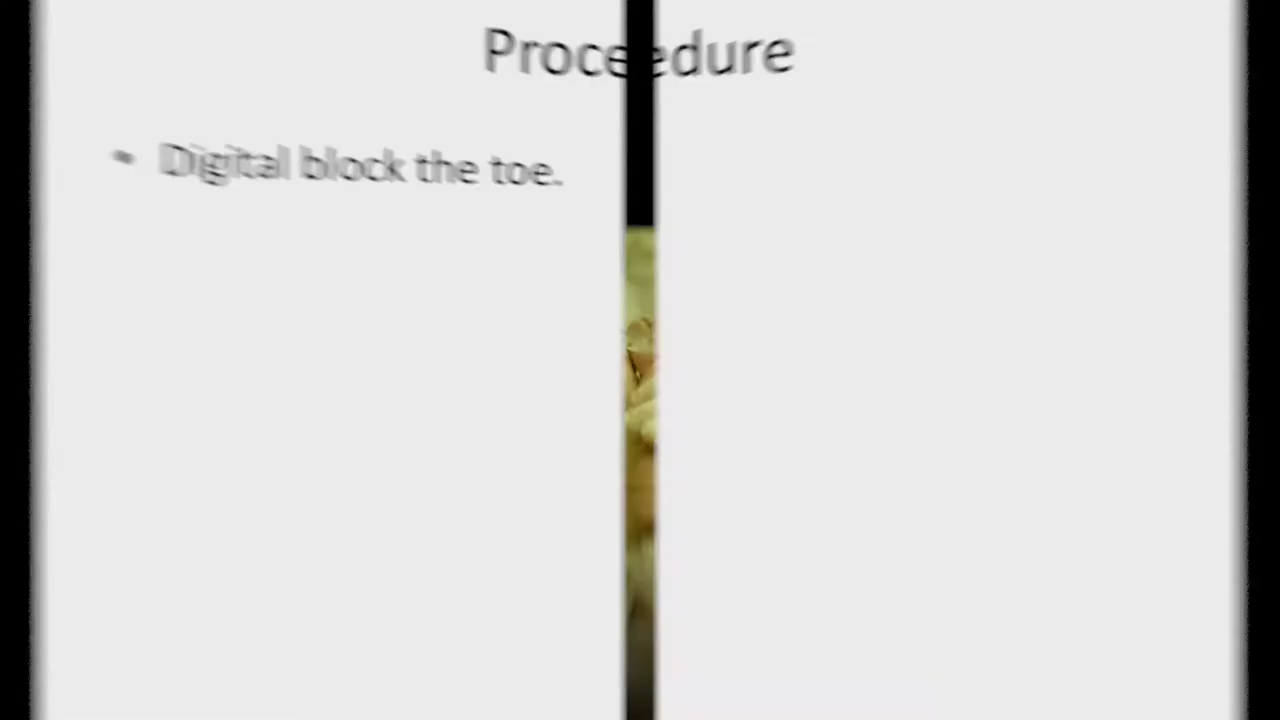 Procedure
• Digital block the toe.